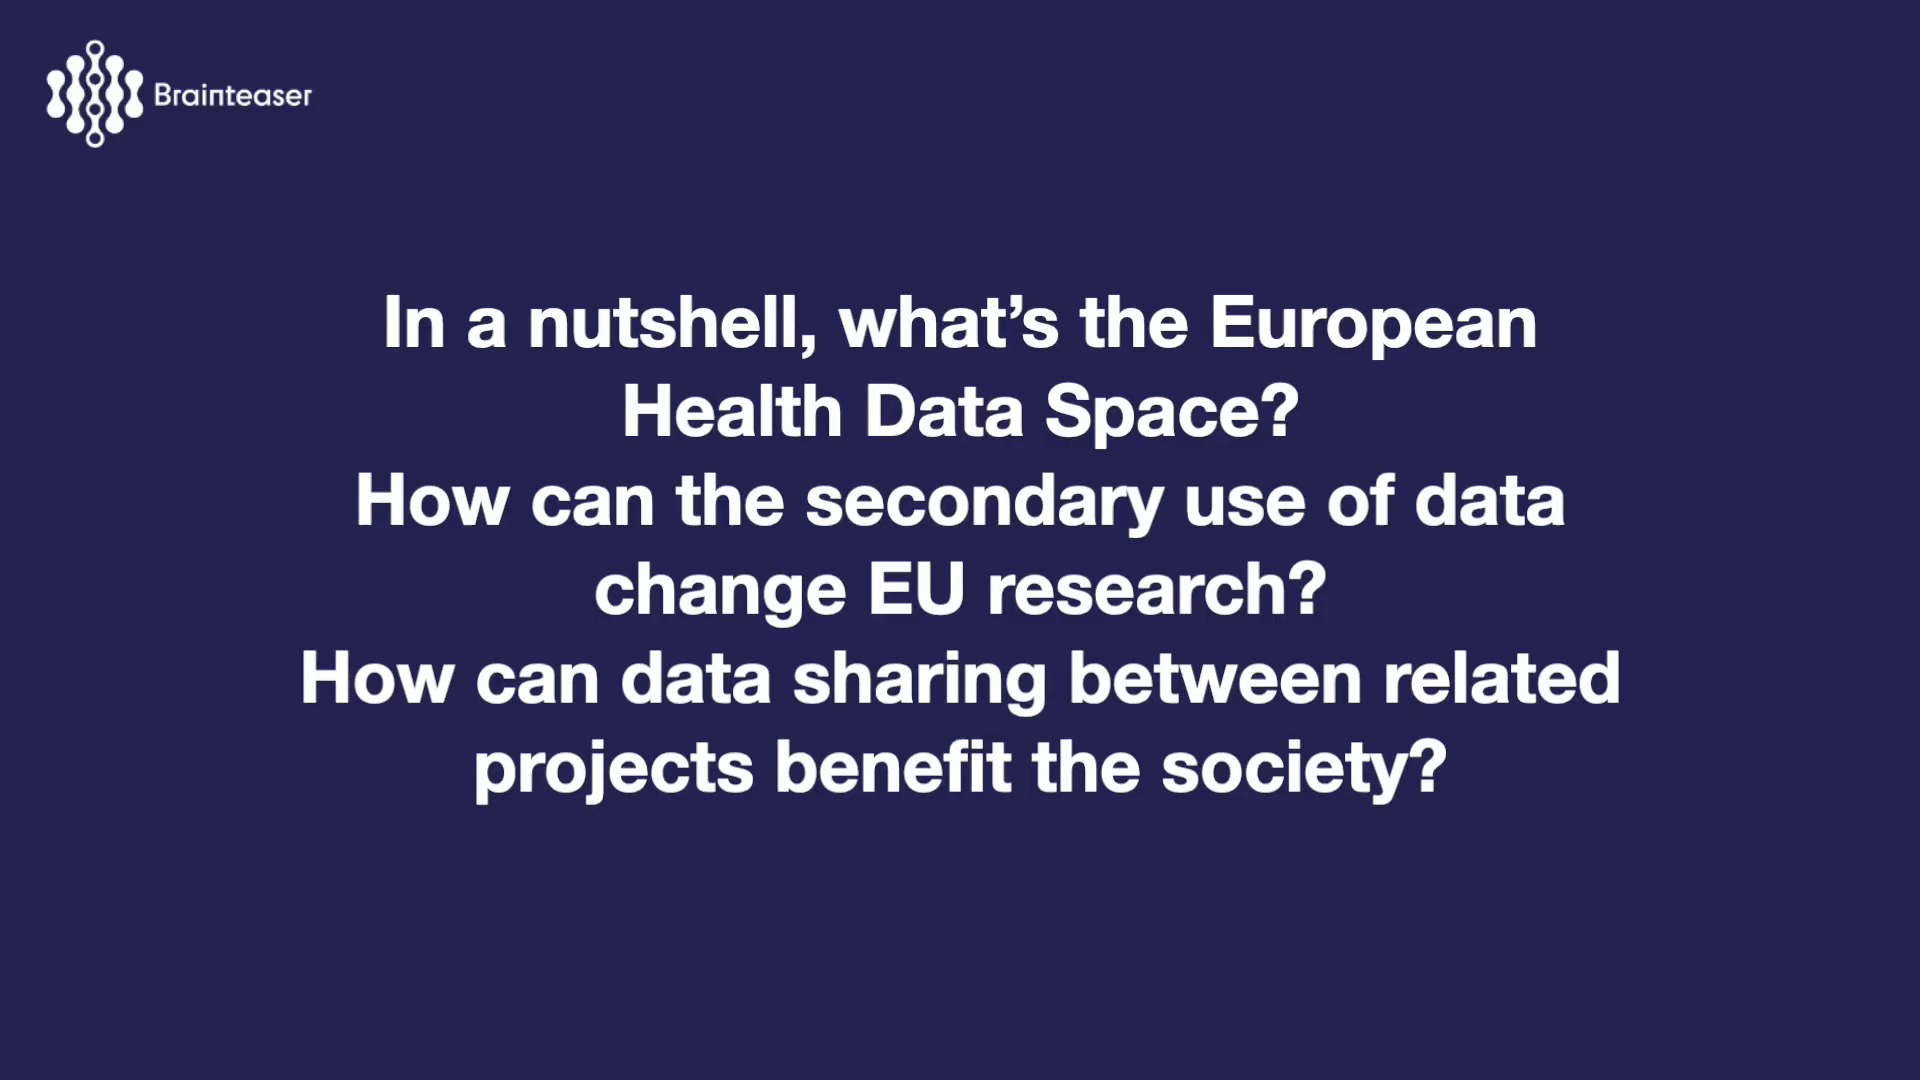 Brainteaser
In a nutshell, what’s the European
Health Data Space?
How can the secondary use of data
change EU research?
How can data sharing between related
projects benefit the society?